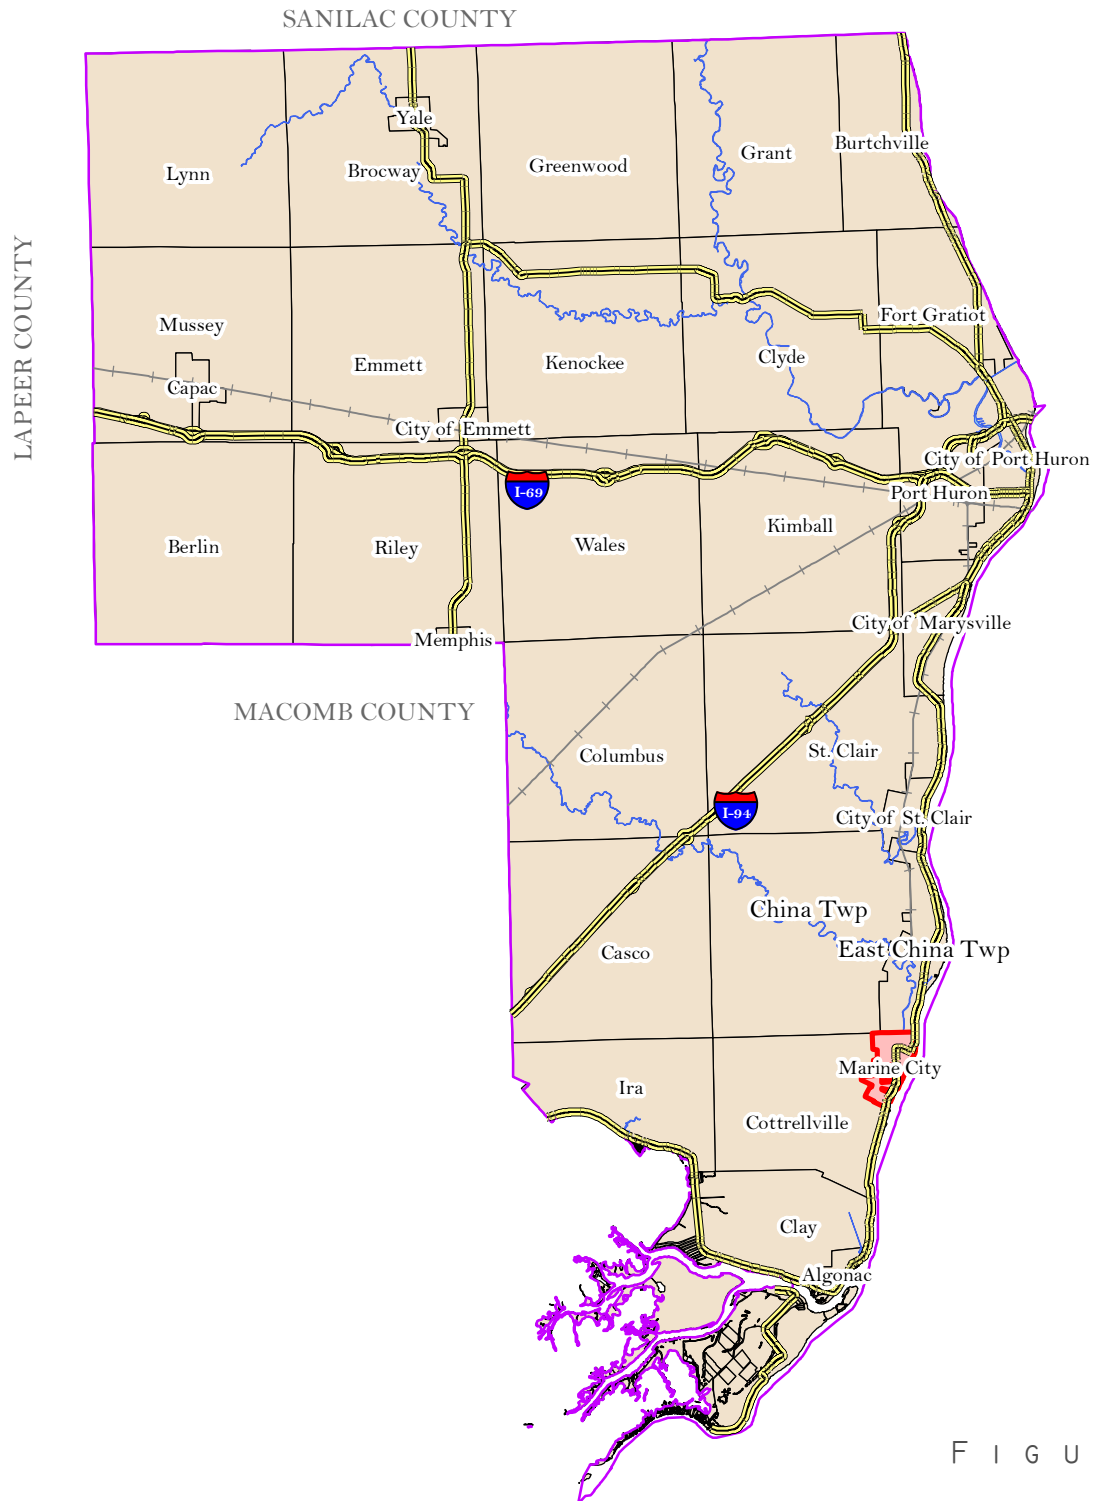 SANILAC COUNTY
Yale
Burtchville
Grant
Greenwood
Brocway
Lynn
LAPEER COUNTY
Fort Gratiot
Mussey
Clyde
Kenockee
Emmett
Capac
City of Emmett
City of Port Huron
I-69
Port Huron
Kimball
Wales
Riley
Berlin
City of Marysville
Memphis
MACOMB COUNTY
St. Clair
Columbus
I-94
City of St. Clair
China Twp
East China Twp
Casco
Marine City
Ira
Cottrellville
Clay
Algonac
F I G U